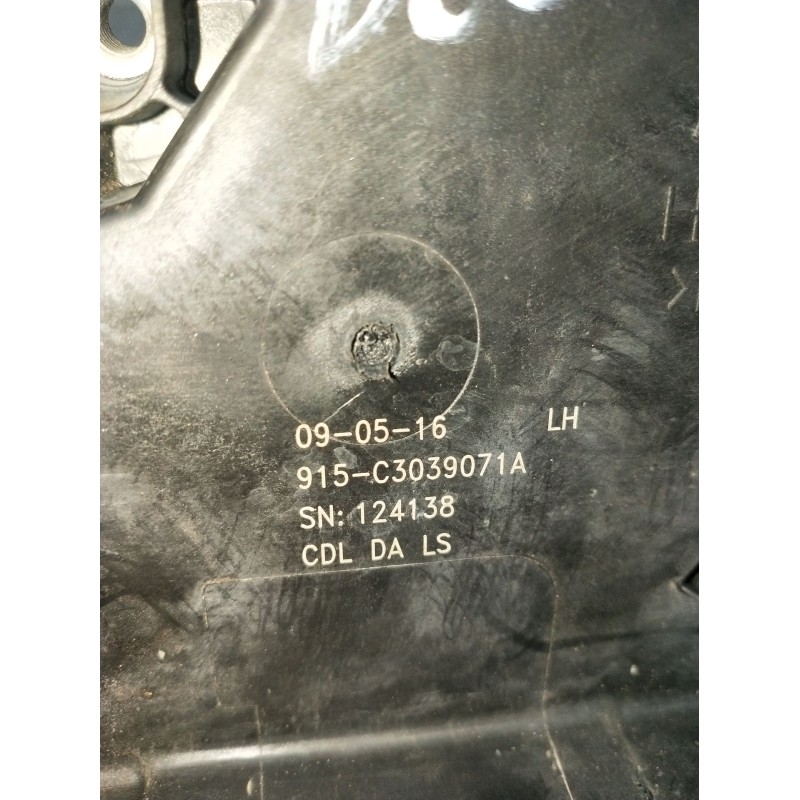 09-05-16 LH
915-C3039071A
SN: 124138
CDL DA LS